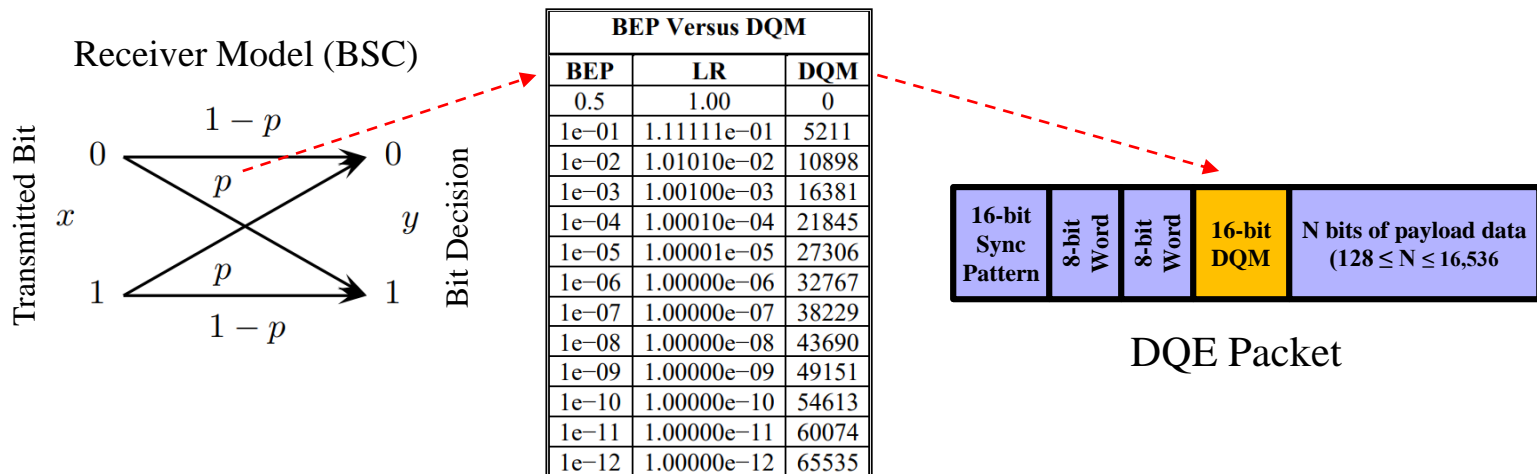 Receiver Model (BSC)
Transmitted Bit
x
0
1
1 − p
p
p
1 − p
0
1
y
Bit Decision
BEP Versus DQM
BEP LR DQM
0.5 1.00 0
1e−01 1.11111e−01 5211
1e−02 1.01010e−02 10898
1e−03 1.00100e−03 16381
1e−04 1.00010e−04 21845
1e−05 1.00001e−05 27306
1e−06 1.00000e−06 32767
1e−07 1.00000e−07 38229
1e−08 1.00000e−08 43690
1e−09 1.00000e−09 49151
1e−10 1.00000e−10 54613
1e−11 1.00000e−11 60074
1e−12 1.00000e−12 65535
16-bit
Sync
Pattern
8-bit
Word
8-bit
Word
16-bit
DQM
N bits of payload data
(128 ≤ N ≤ 16,536
DQE Packet